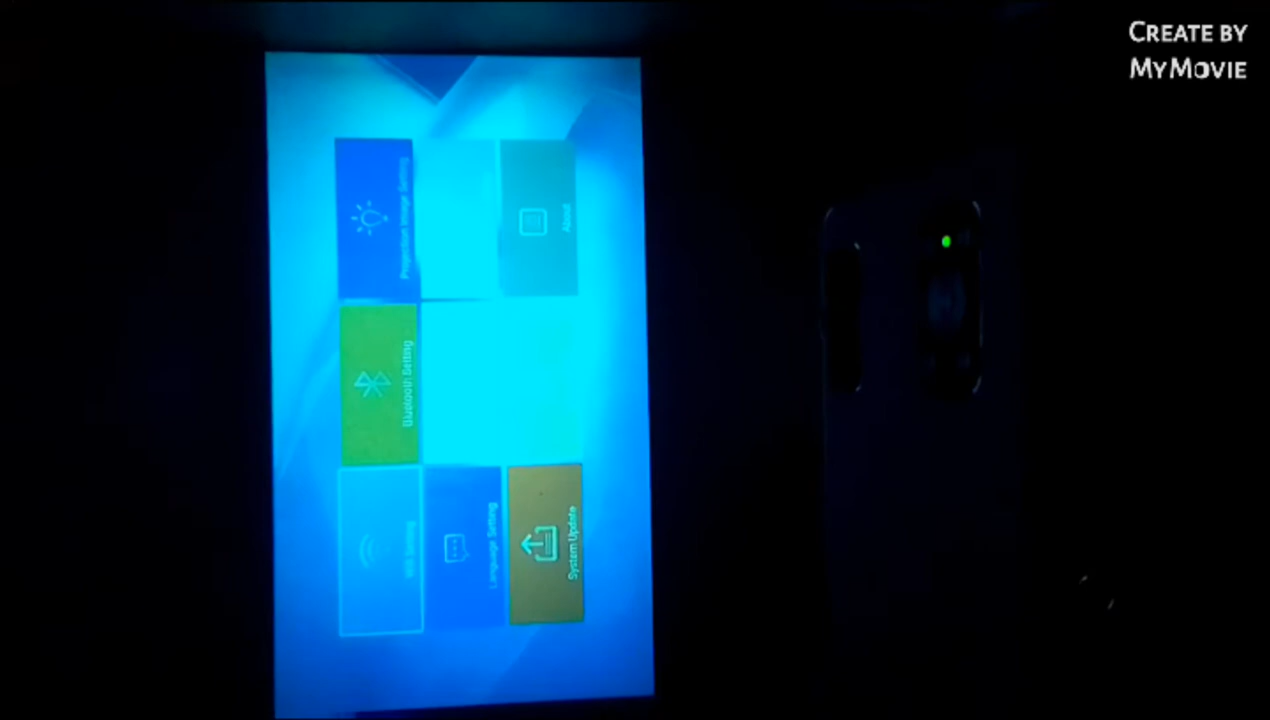 CREATE BY
MYMOVIE
Wifi Setting
Bluetooth Setting
Projection Image Setting
Language Setting
System Update
About